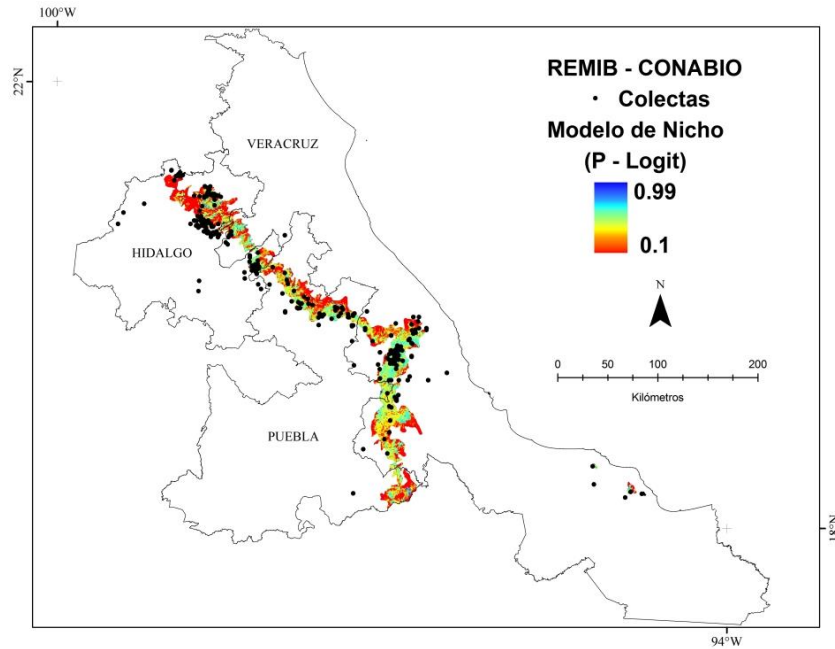 100°W
22°N
REMIB - CONABIO
Colectas
Modelo de Nicho
(P - Logit)
0.99
0.1
VERACRUZ
HIDALGO
N
0 50 100 200
Kilómetros
PUEBLA
18°N
94°W